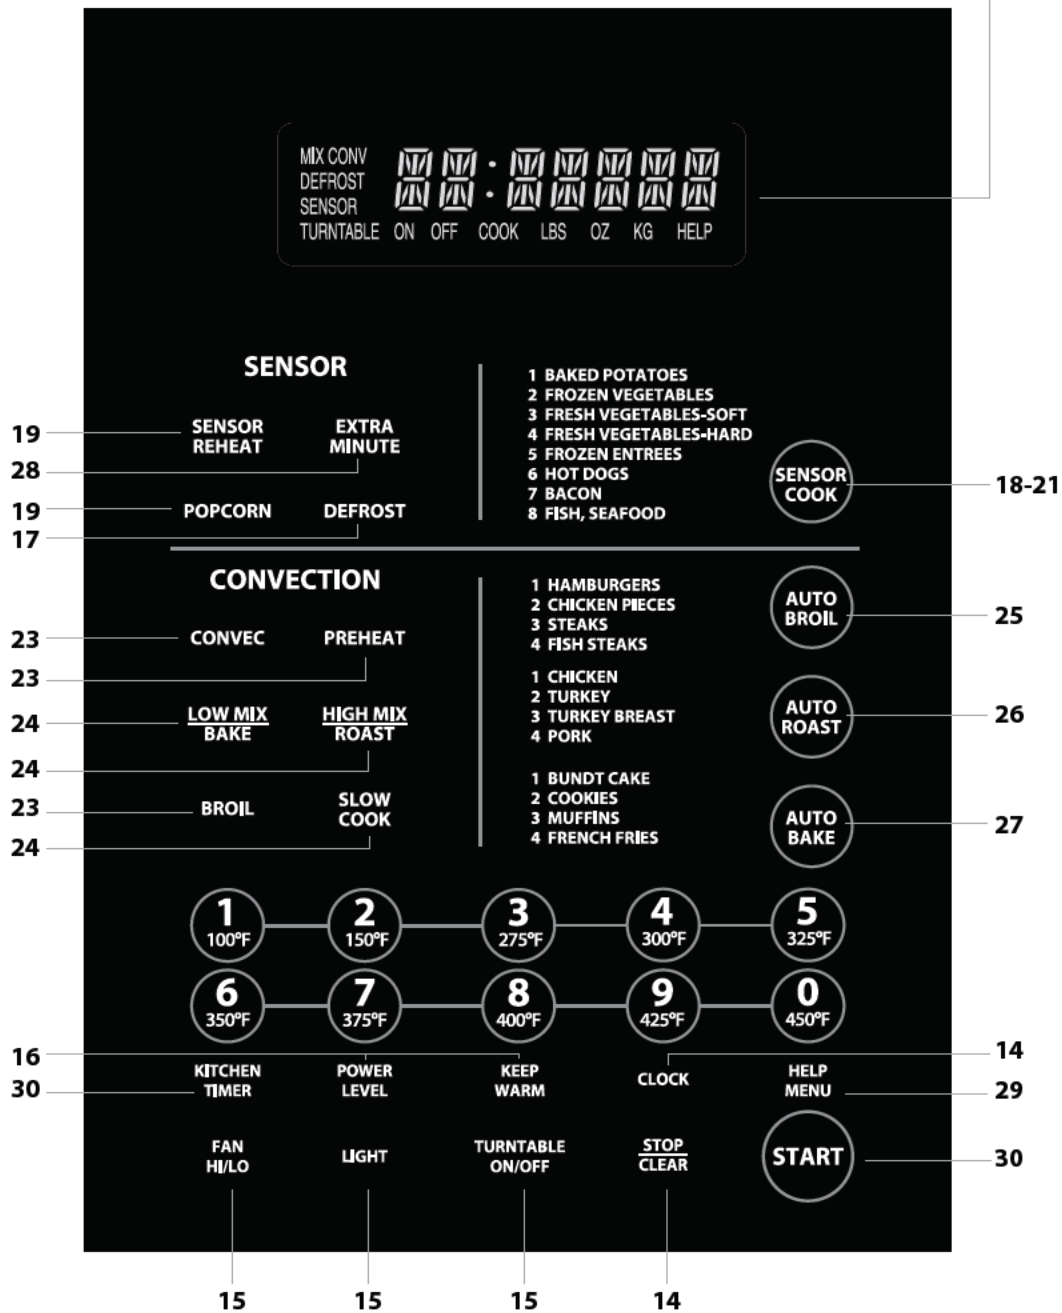 MIX CONV
DEFROST
SENSOR
TURNTABLE ON OFF COOK LBS OZ KG HELP
SENSOR
19 SENSOR REHEAT
28 EXTRA MINUTE
19 POPCORN
17 DEFROST
1 BAKED POTATOES
2 FROZEN VEGETABLES
3 FRESH VEGETABLES-SOFT
4 FRESH VEGETABLES-HARD
5 FROZEN ENTREES
6 HOT DOGS
7 BACON
8 FISH, SEAFOOD
SENSOR
COOK
18-21
CONVECTION
23 CONVEC
23 PREHEAT
24 LOW MIX
BAKE
24 HIGH MIX
ROAST
23 BROIL
24 SLOW
COOK
1 HAMBURGERS
2 CHICKEN PIECES
3 STEAKS
4 FISH STEAKS
AUTO
BROIL
25
1 CHICKEN
2 TURKEY
3 TURKEY BREAST
4 PORK
AUTO
ROAST
26
1 BUNDT CAKE
2 COOKIES
3 MUFFINS
4 FRENCH FRIES
AUTO
BAKE
27
1 2 3 4 5
100°F 150°F 275°F 300°F 325°F
6 7 8 9 0
350°F 375°F 400°F 425°F 450°F
16 14
KITCHEN POWER KEEP CLOCK HELP
30 TIMER LEVEL WARM MENU 29
FAN LIGHT TURNTABLE STOP START 30
HI/LO ON/OFF CLEAR
15 15 15 14